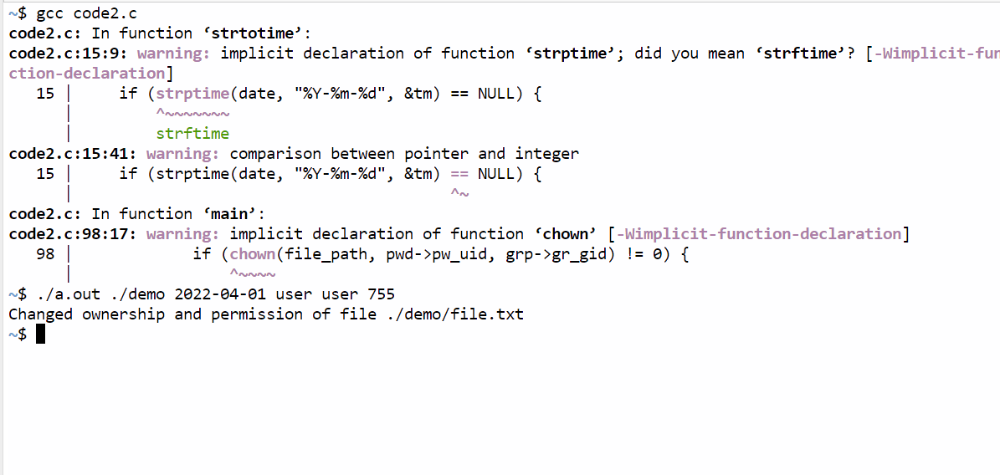 ~$ gcc code2.c
code2.c: In function ‘strtotime’:
code2.c:15:9: warning: implicit declaration of function ‘strptime’; did you mean ‘strftime’? [-Wimplicit-fun
ction-declaration]
   15 |     if (strptime(date, "%Y-%m-%d", &tm) == NULL) {
      |         ^~~~~~~~
      |         strftime
code2.c:15:41: warning: comparison between pointer and integer
   15 |     if (strptime(date, "%Y-%m-%d", &tm) == NULL) {
      |                                         ^~
code2.c: In function ‘main’:
code2.c:98:17: warning: implicit declaration of function ‘chown’ [-Wimplicit-function-declaration]
   98 |             if (chown(file_path, pwd->pw_uid, grp->gr_gid) != 0) {
      |                 ^~~~~
~$ ./a.out ./demo 2022-04-01 user user 755
Changed ownership and permission of file ./demo/file.txt
~$